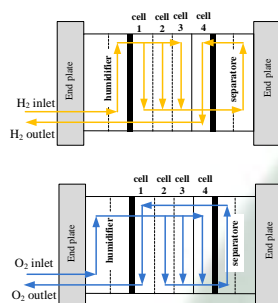 cell cell cell cell
1 2 3 4
End plate
humidifier
separatore
End plate
H2 inlet
H2 outlet
cell cell cell cell
1 2 3 4
End plate
humidifier
separatore
End plate
O2 inlet
O2 outlet